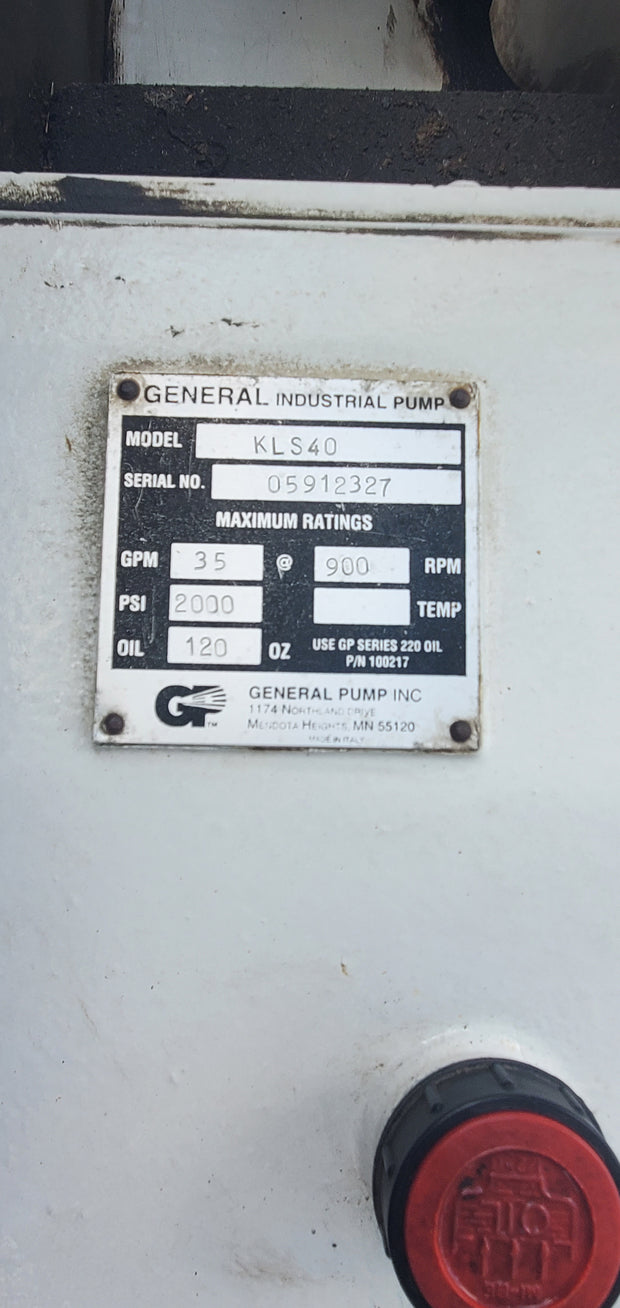 GENERAL INDUSTRIAL PUMP
MODEL KLS40
SERIAL NO. 05912327
MAXIMUM RATINGS
GPM 35 @ 900 RPM
PSI 2000 TEMP
OIL 120 OZ USE GP SERIES 220 OIL
P/N 100217
GP GENERAL PUMP INC
TM 1174 NORTHLAND DRIVE
MENDOTA HEIGHTS, MN 55120
MADE IN ITALY
OIL